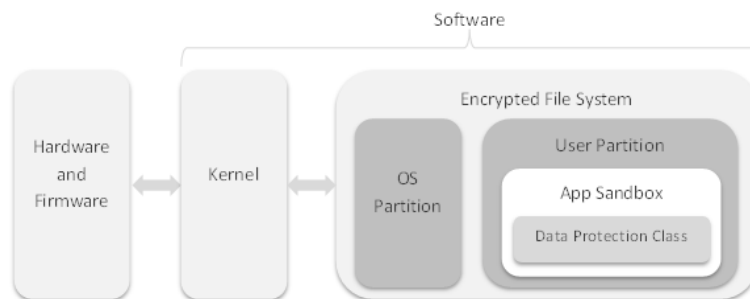 Software
Encrypted File System
Hardware
and
Firmware
Kernel
OS
Partition
User Partition
App Sandbox
Data Protection Class